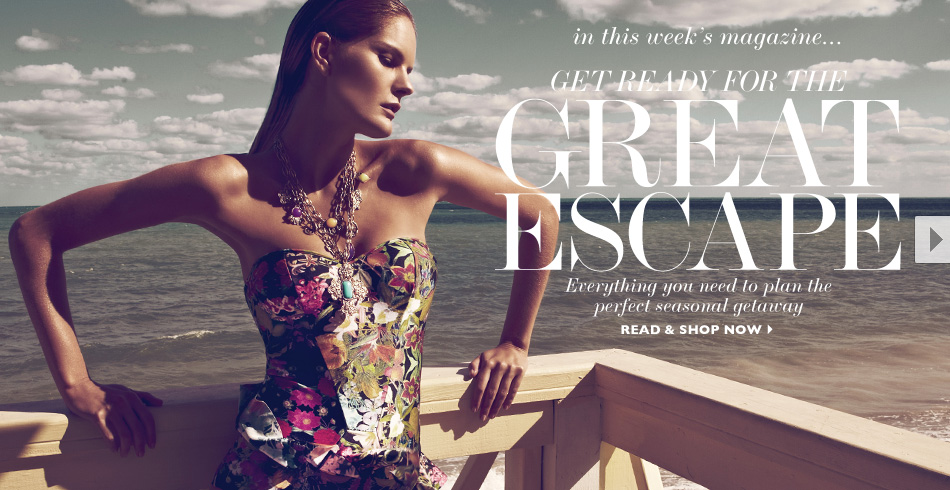 in this week's magazine...
GET READY FOR THE
GREAT
ESCAPE
Everything you need to plan the
perfect seasonal getaway
READ & SHOP NOW